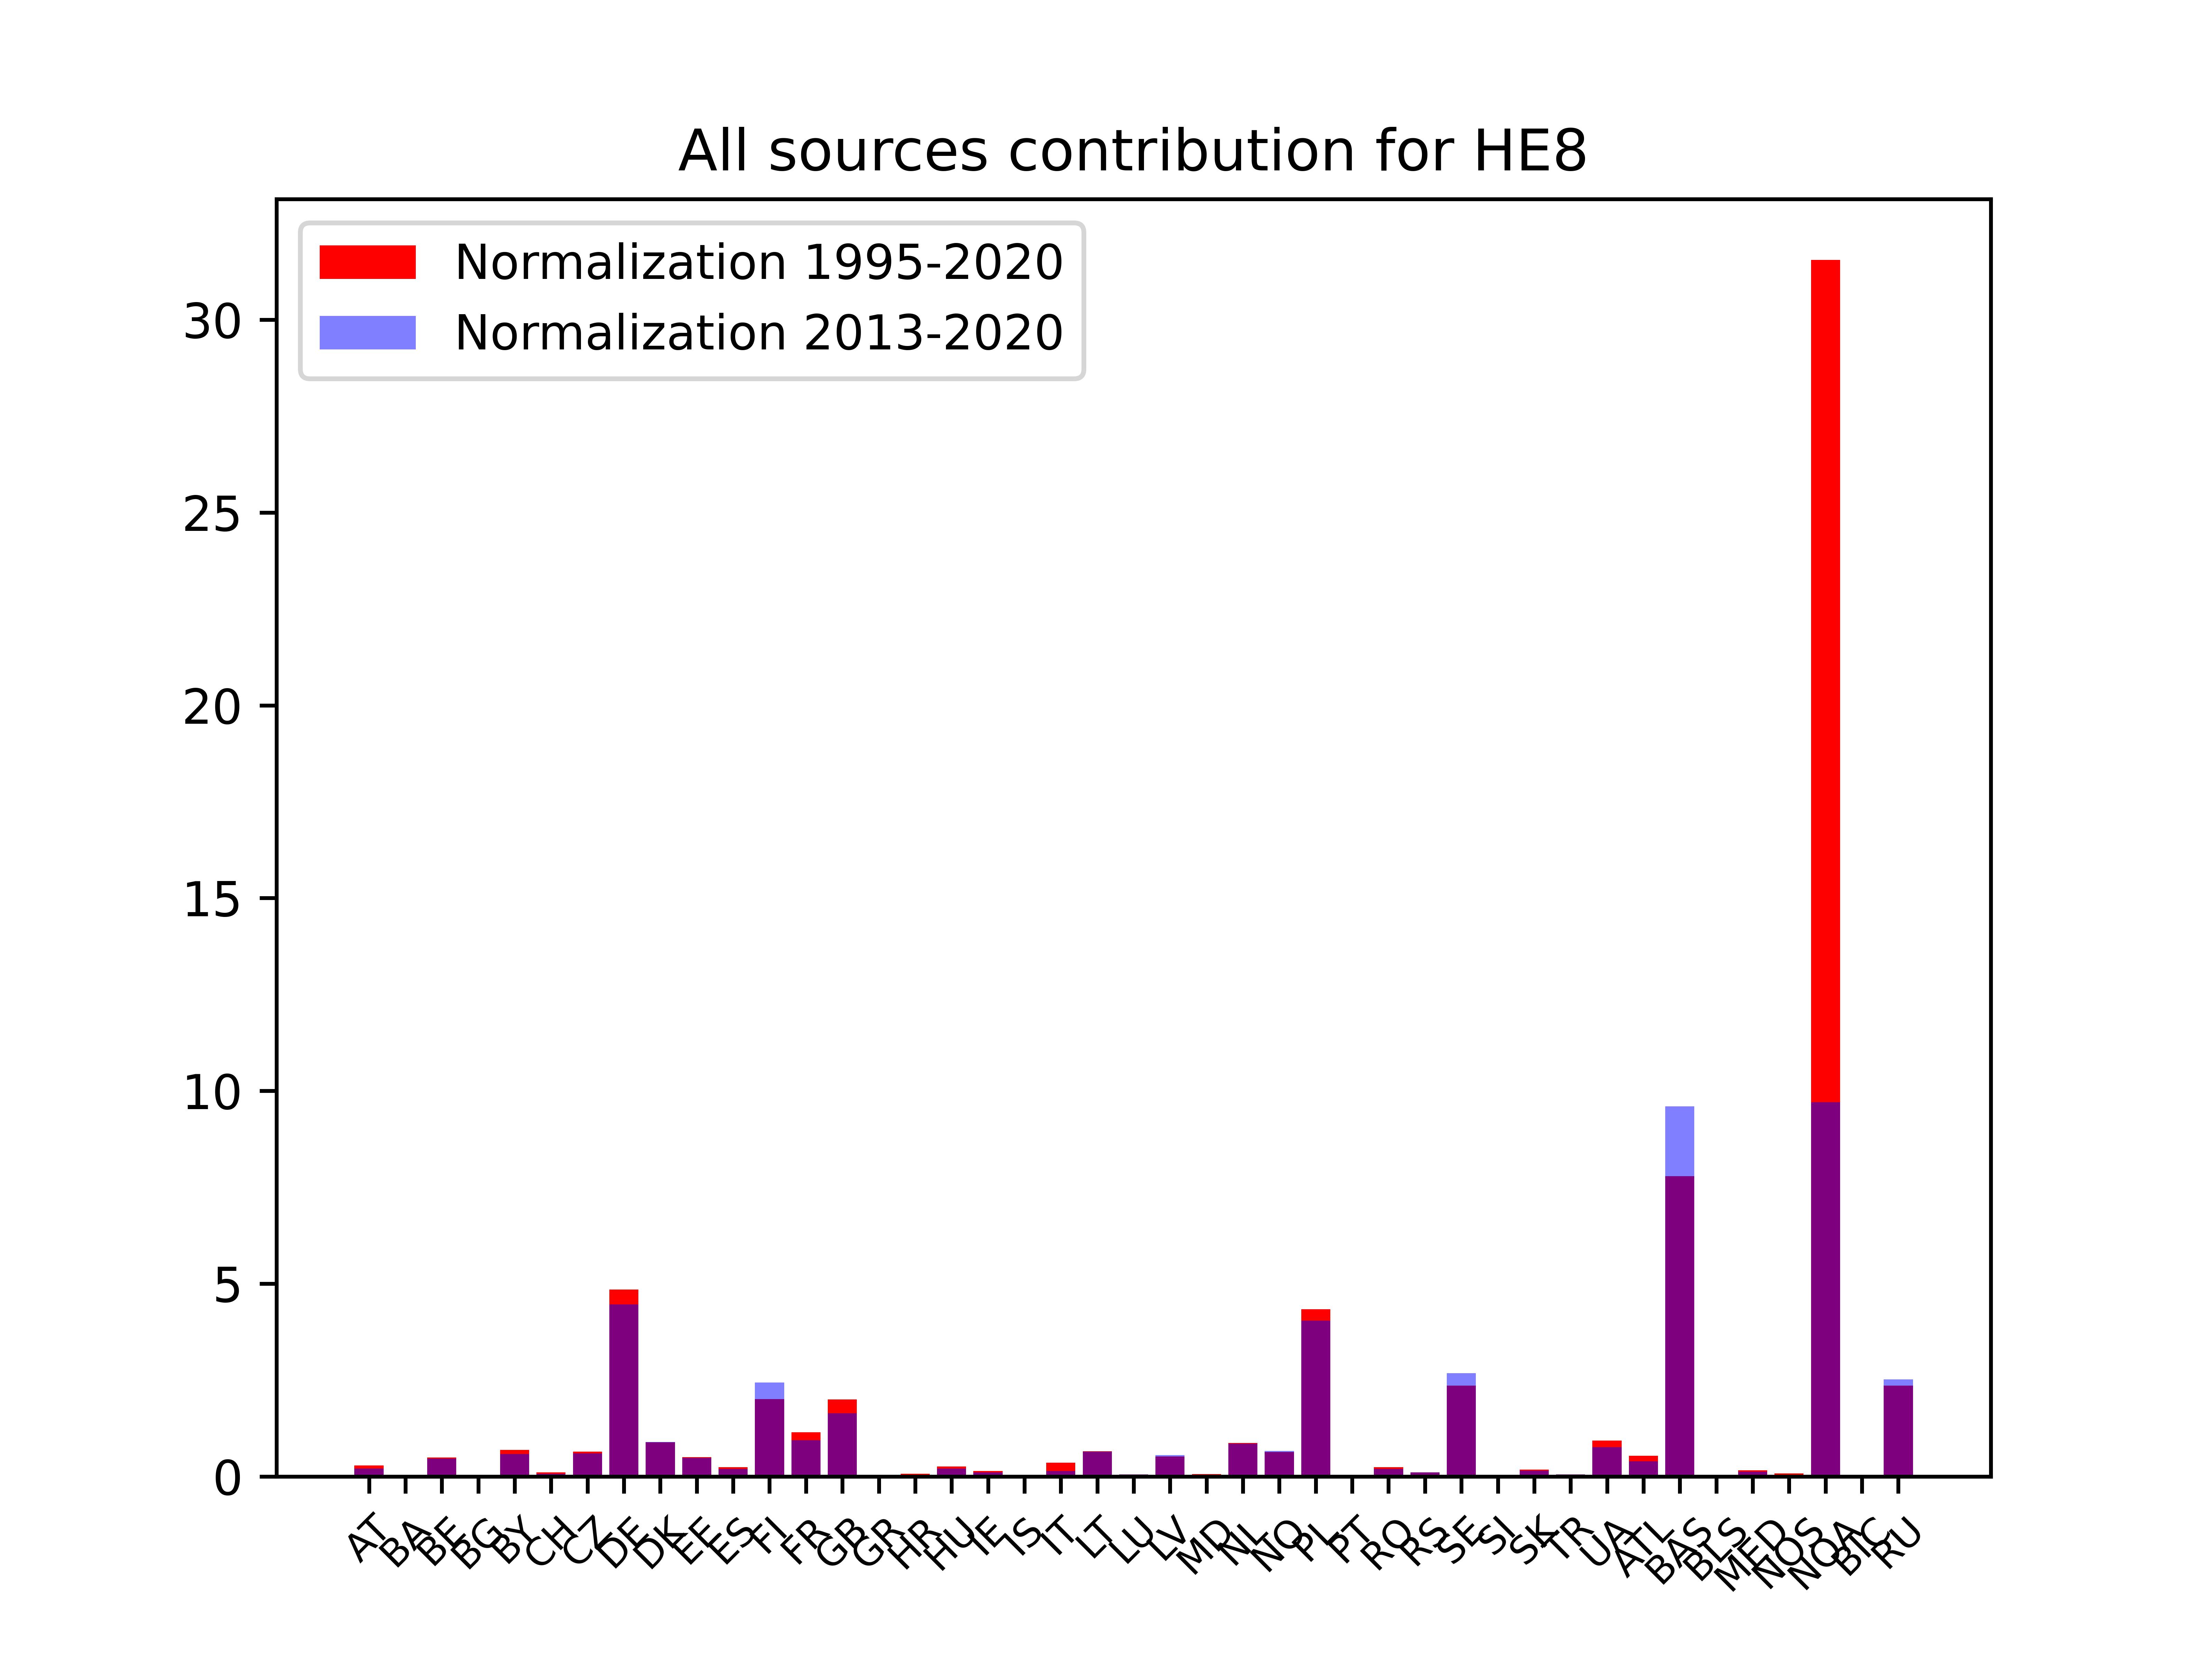 All sources contribution for HE8
Normalization 1995-2020
Normalization 2013-2020
30
25
20
15
10
5
0
AT
BA
BE
BG
BY
CH
CZ
DE
DK
EE
ES
FI
FR
GB
GR
HR
HU
IE
IS
IT
LT
LU
LV
MD
NL
NO
PL
PT
RO
RS
SE
SI
SK
TR
UA
ATL
BAS
BLS
MED
NOS
NOA
BIC
RU